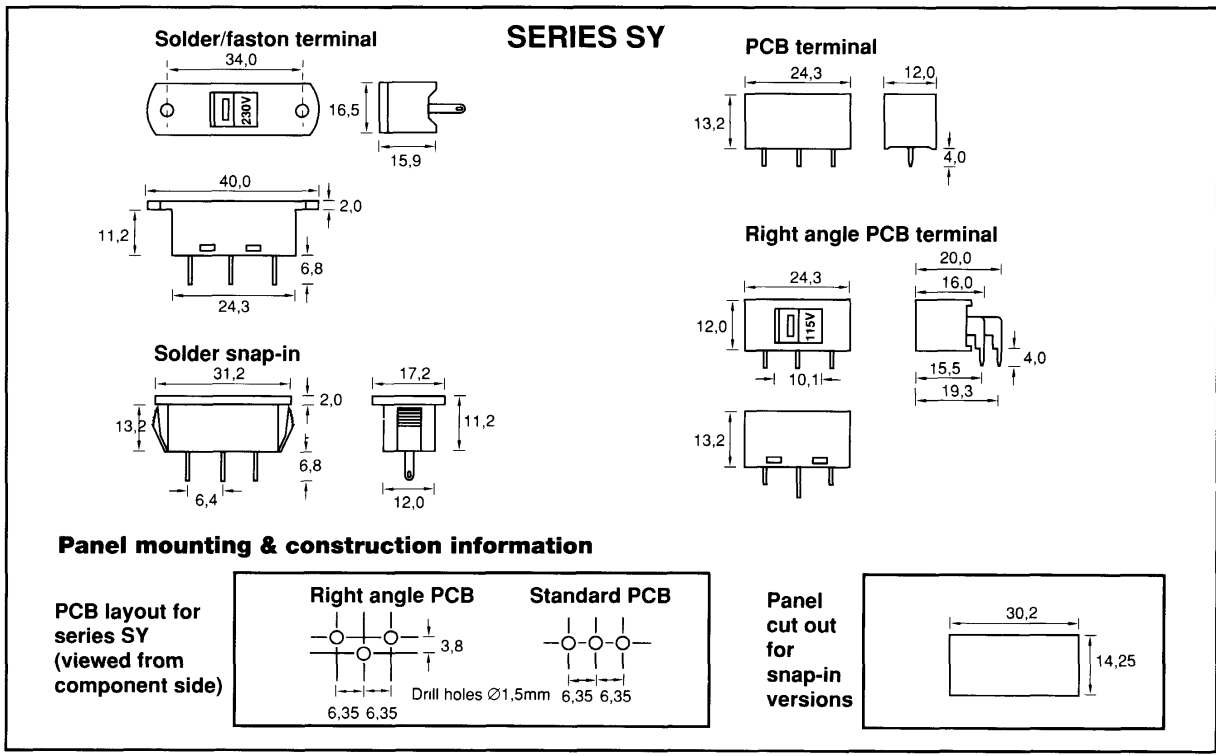 SERIES SY
Solder/faston terminal
34,0
230V
16,5
15,9
40,0
2,0
11,2
6,8
24,3
Solder snap-in
31,2
17,2
2,0
13,2
11,2
6,8
6,4
12,0
PCB terminal
24,3
12,0
13,2
4,0
Right angle PCB terminal
20,0
24,3
16,0
12,0
115V
4,0
10,1
15,5
19,3
13,2
Panel mounting & construction information
PCB layout for
series SY
(viewed from
component side)
Right angle PCB
3,8
6,35 6,35
Drill holes Ø1,5mm
Standard PCB
6,35 6,35
Panel
cut out
for
snap-in
versions
30,2
14,25